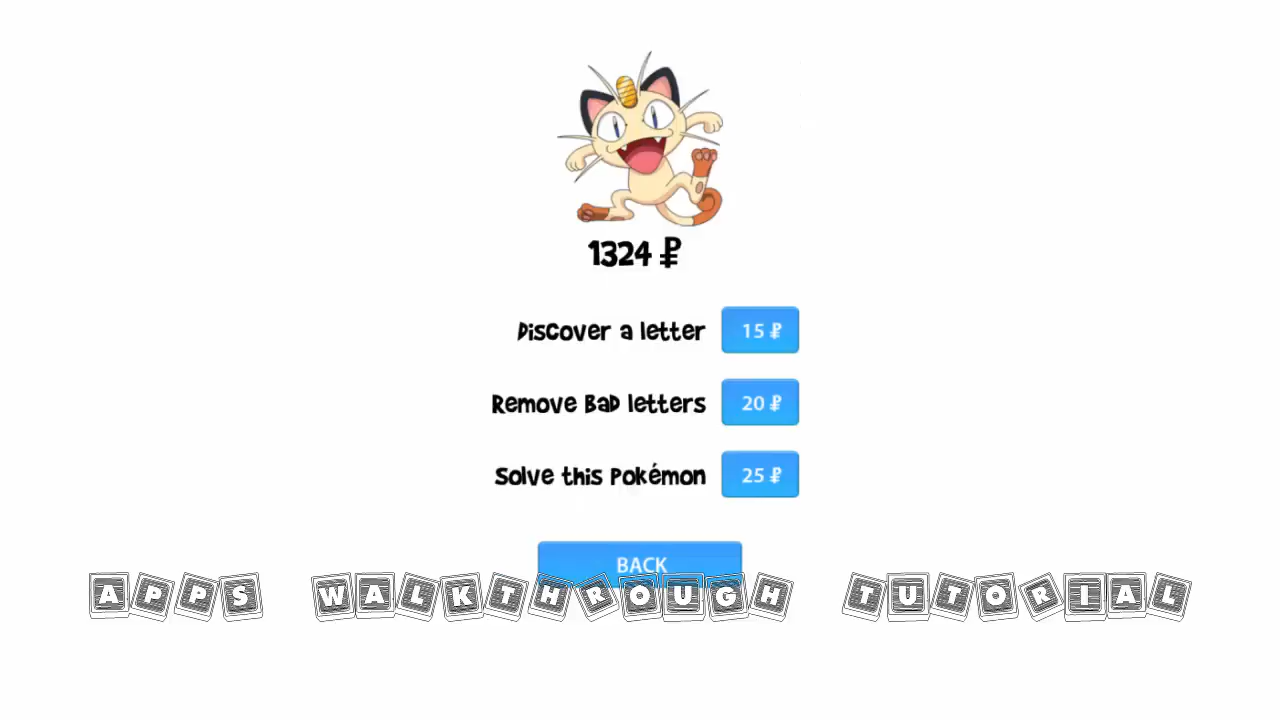 1324 ₽
Discover a letter 15 ₽
Remove Bad letters 20 ₽
Solve this Pokémon 25 ₽
BACK
APPS WALKTHROUGH TUTORIAL